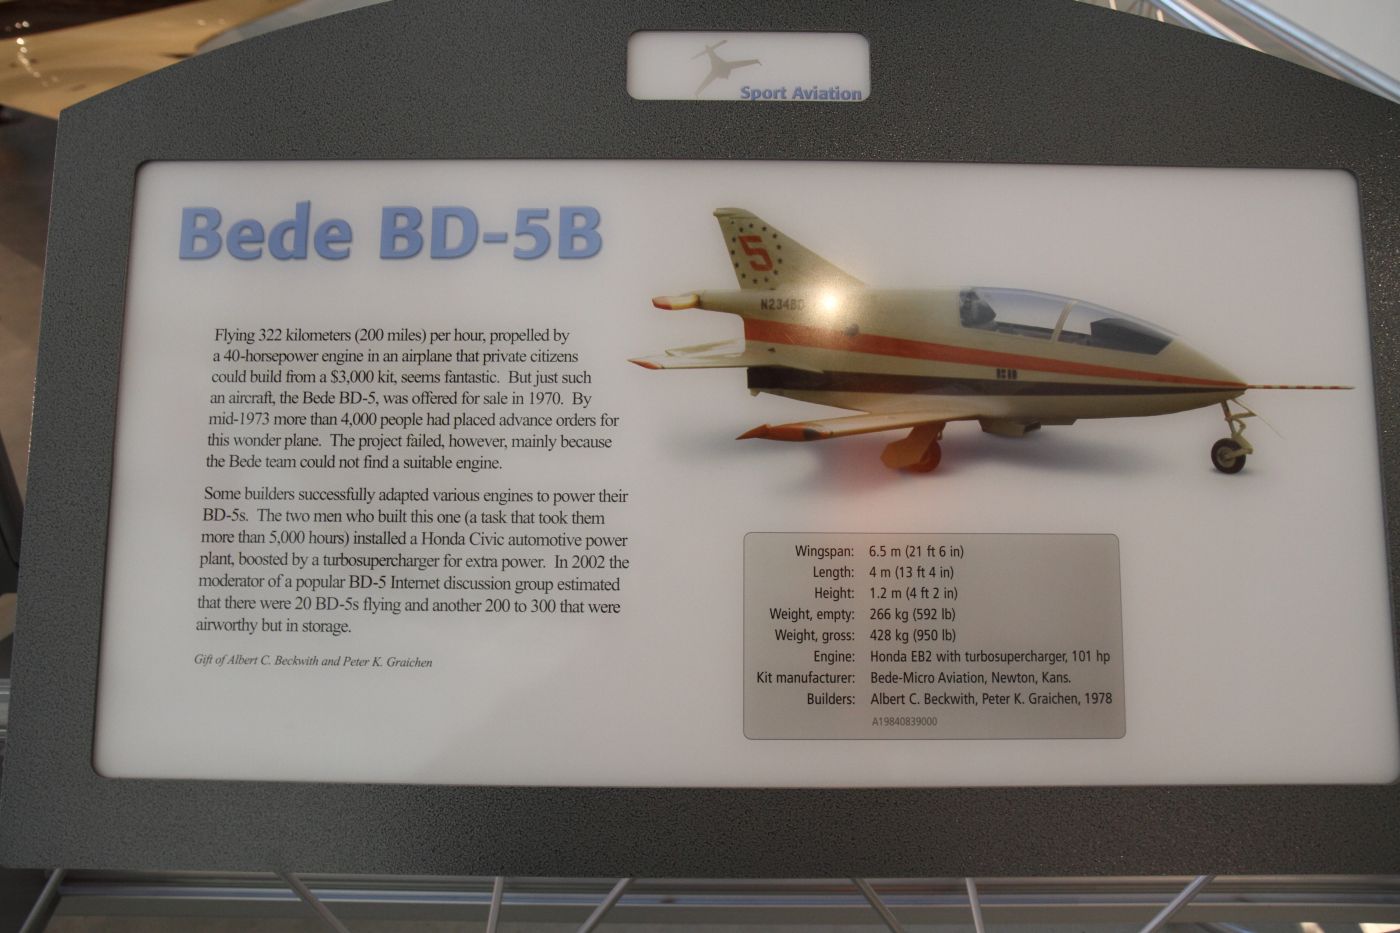 Sport Aviation
Bede BD-5B
Flying 322 kilometers (200 miles) per hour, propelled by
a 40-horsepower engine in an airplane that private citizens
could build from a $3,000 kit, seems fantastic. But just such
an aircraft, the Bede BD-5, was offered for sale in 1970. By
mid-1973 more than 4,000 people had placed advance orders for
this wonder plane. The project failed, however, mainly because
the Bede team could not find a suitable engine.
Some builders successfully adapted various engines to power their
BD-5s. The two men who built this one (a task that took them
more than 5,000 hours) installed a Honda Civic automotive power
plant, boosted by a turbosupercharger for extra power. In 2002 the
moderator of a popular BD-5 Internet discussion group estimated
that there were 20 BD-5s flying and another 200 to 300 that were
airworthy but in storage.
Gift of Albert C. Beckwith and Peter K. Graichen
5
N234BD
Wingspan: 6.5 m (21 ft 6 in)
Length: 4 m (13 ft 4 in)
Height: 1.2 m (4 ft 2 in)
Weight, empty: 266 kg (592 lb)
Weight, gross: 428 kg (950 lb)
Engine: Honda EB2 with turbosupercharger, 101 hp
Kit manufacturer: Bede-Micro Aviation, Newton, Kans.
Builders: Albert C. Beckwith, Peter K. Graichen, 1978
A19840839000